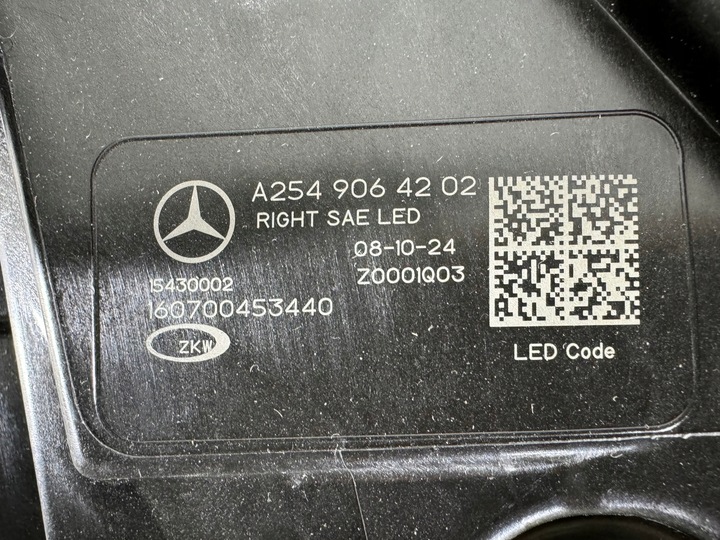 A254 906 42 02
RIGHT SAE LED
08-10-24
15430002
Z0001Q03
160700453440
ZKW
LED Code